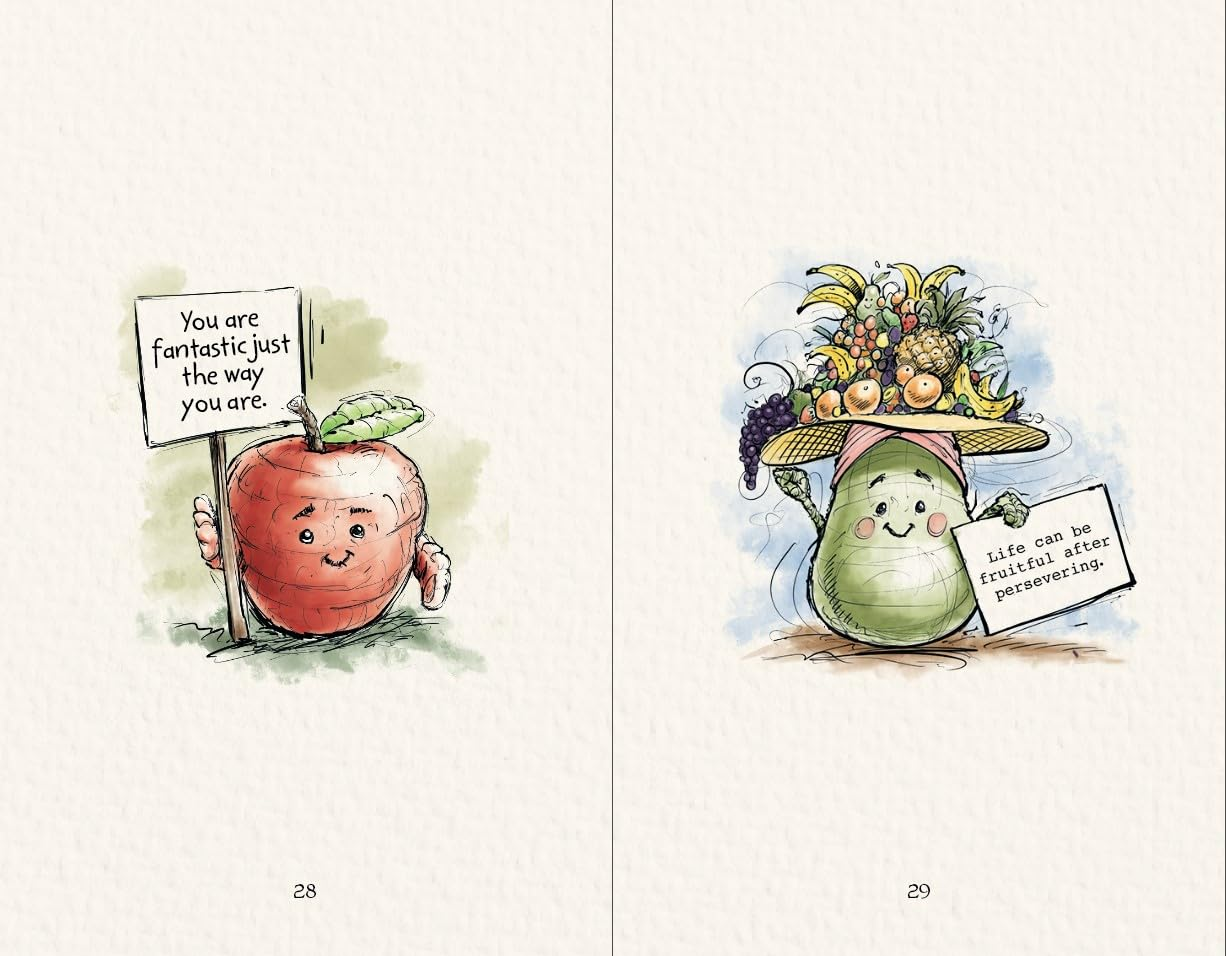 You are
fantastic just
the way
you are.
28
Life can be
fruitful after
persevering.
29